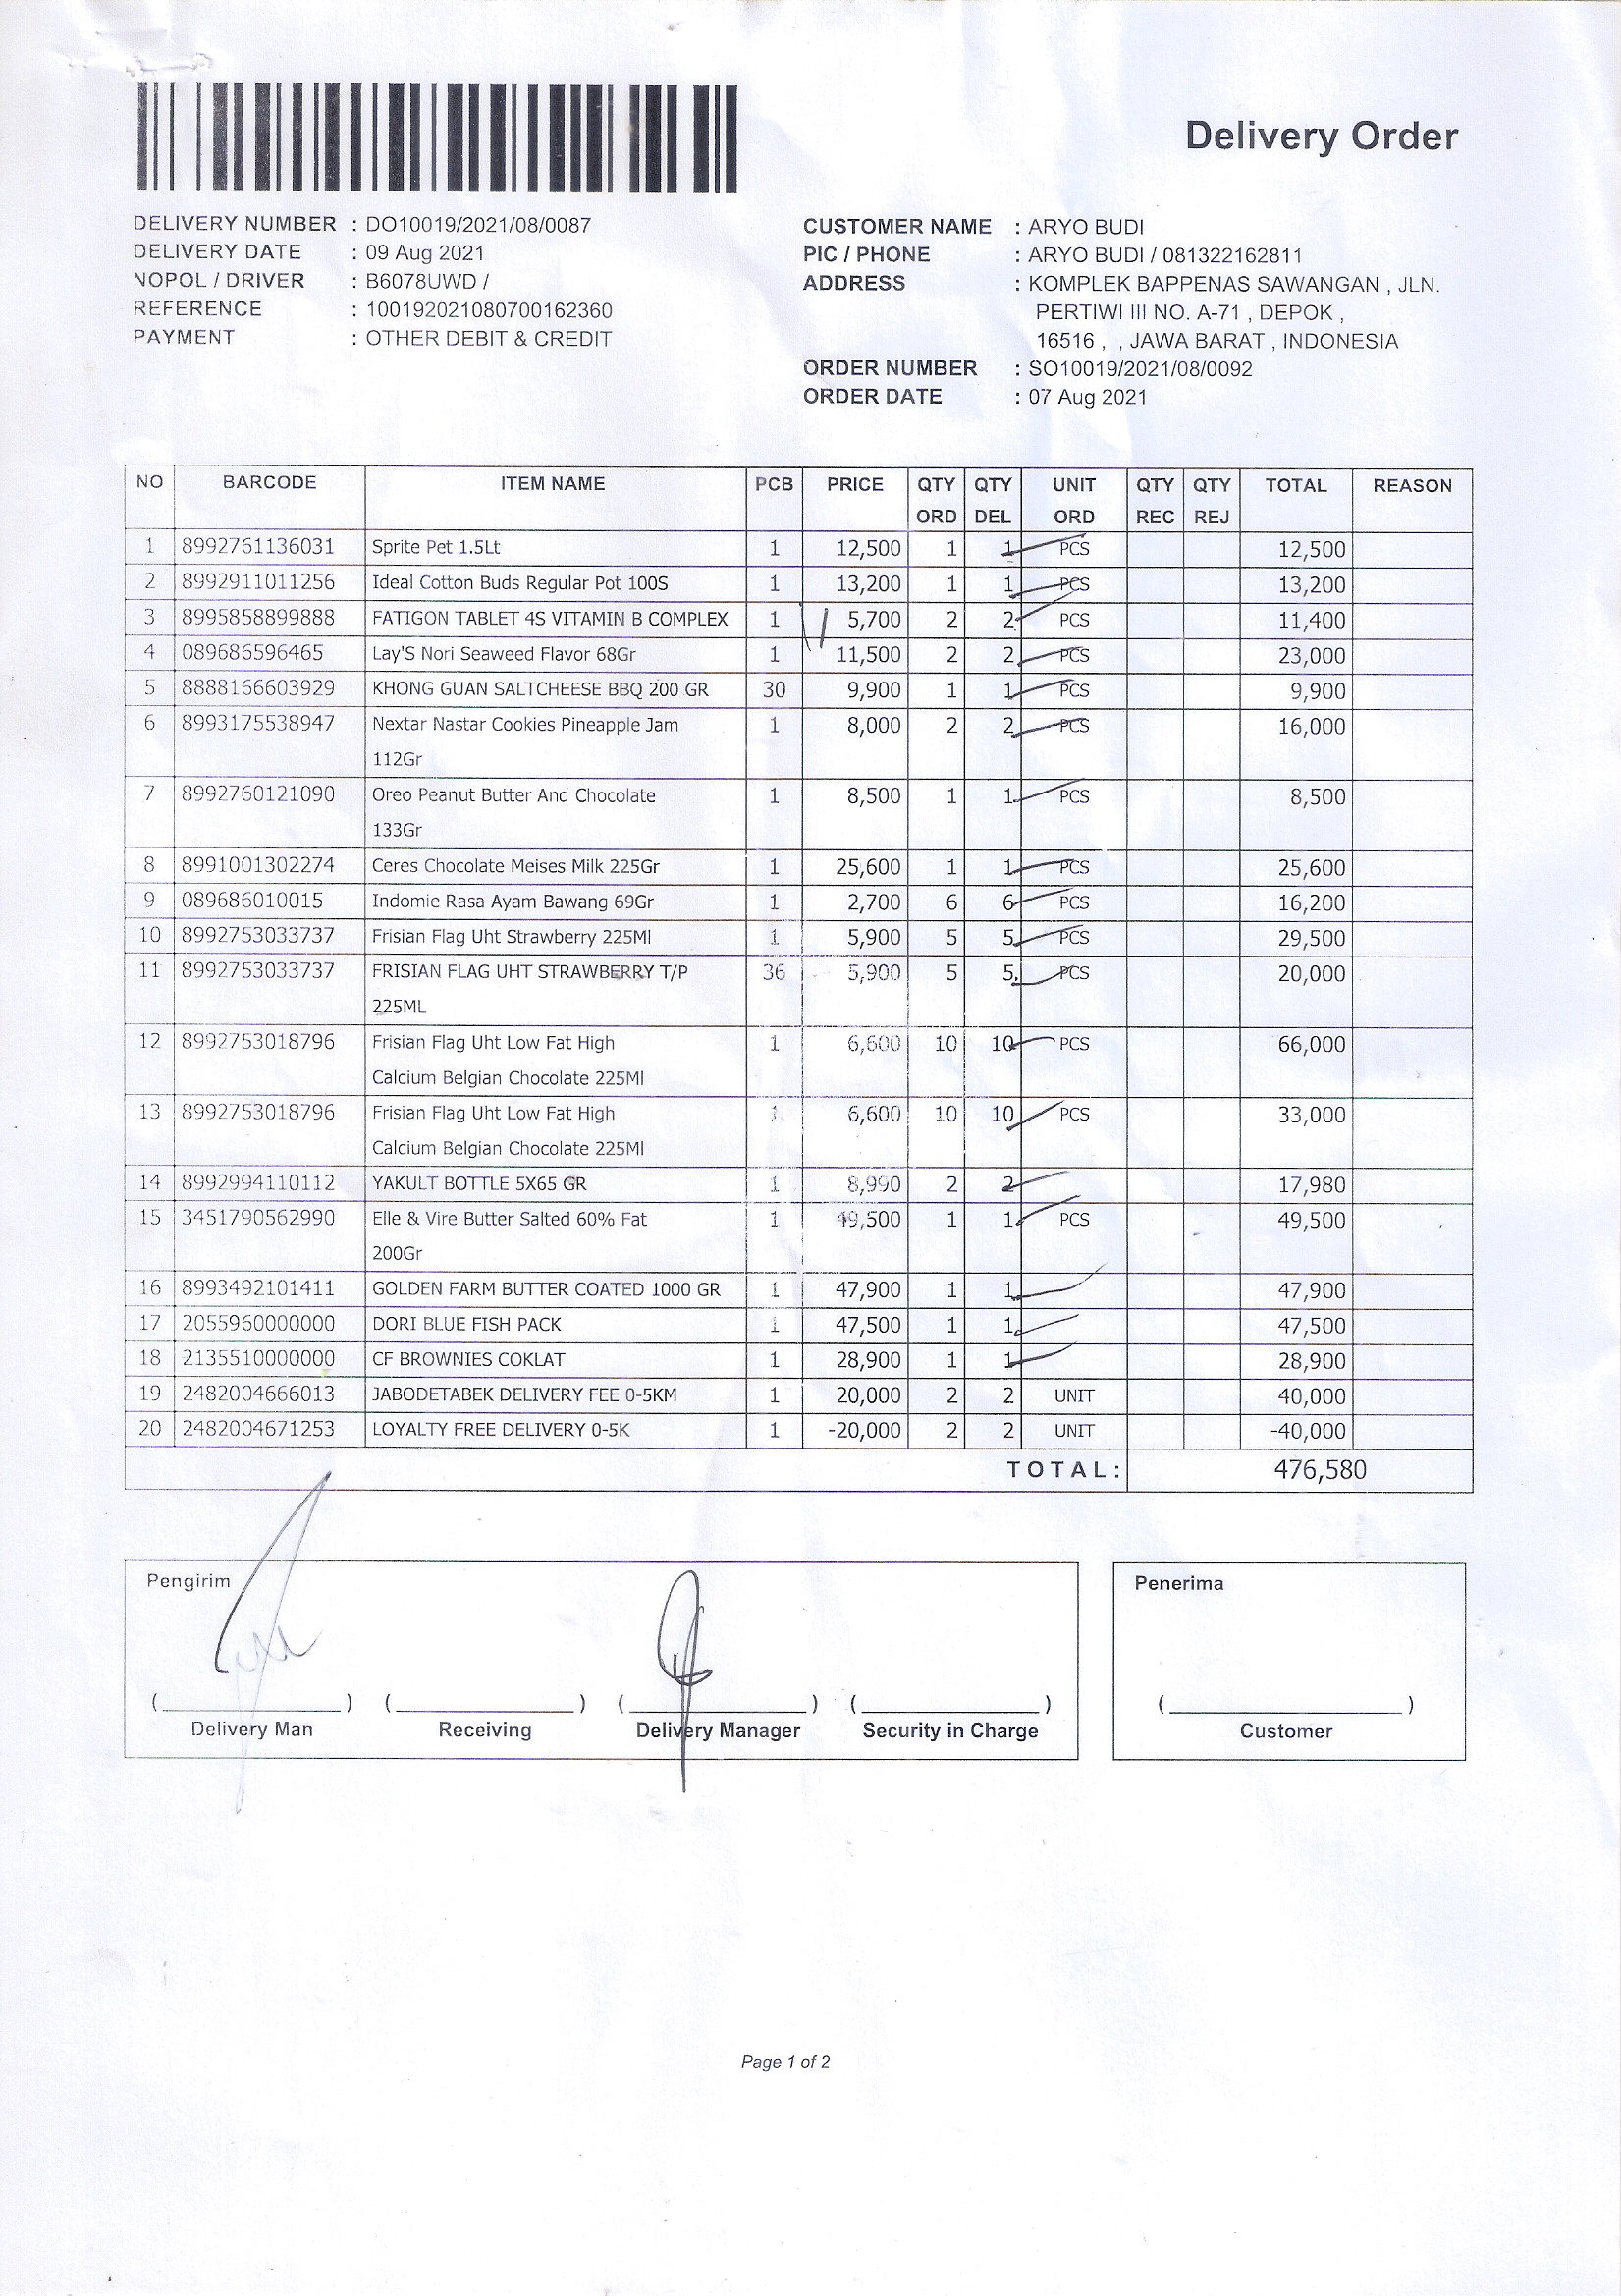 Delivery Order
DELIVERY NUMBER : DO10019/2021/08/0087
DELIVERY DATE : 09 Aug 2021
NOPOL / DRIVER : B6078UWD /
REFERENCE : 100192021080700162360
PAYMENT : OTHER DEBIT & CREDIT
CUSTOMER NAME : ARYO BUDI
PIC / PHONE : ARYO BUDI / 081322162811
ADDRESS : KOMPLEK BAPPENAS SAWANGAN , JLN.
PERTIWI III NO. A-71 , DEPOK ,
16516 , , JAWA BARAT , INDONESIA
ORDER NUMBER : SO10019/2021/08/0092
ORDER DATE : 07 Aug 2021
NO BARCODE ITEM NAME PCB PRICE QTY QTY UNIT QTY QTY TOTAL REASON
ORD DEL ORD REC REJ
1 8992761136031 Sprite Pet 1.5Lt 1 12,500 1 1 PCS 12,500
2 8992911011256 Ideal Cotton Buds Regular Pot 100S 1 13,200 1 1 PCS 13,200
3 8995858899888 FATIGON TABLET 4S VITAMIN B COMPLEX 1 5,700 2 2 PCS 11,400
4 089686596465 Lay'S Nori Seaweed Flavor 68Gr 1 11,500 2 2 PCS 23,000
5 8888166603929 KHONG GUAN SALTCHEESE BBQ 200 GR 30 9,900 1 1 PCS 9,900
6 8993175538947 Nextar Nastar Cookies Pineapple Jam 1 8,000 2 2 PCS 16,000
112Gr
7 8992760121090 Oreo Peanut Butter And Chocolate 1 8,500 1 1 PCS 8,500
133Gr
8 8991001302274 Ceres Chocolate Meises Milk 225Gr 1 25,600 1 1 PCS 25,600
9 089686010015 Indomie Rasa Ayam Bawang 69Gr 1 2,700 6 6 PCS 16,200
10 8992753033737 Frisian Flag Uht Strawberry 225Ml 1 5,900 5 5 PCS 29,500
11 8992753033737 FRISIAN FLAG UHT STRAWBERRY T/P 36 5,900 5 5 PCS 20,000
225ML
12 8992753018796 Frisian Flag Uht Low Fat High 1 6,600 10 10 PCS 66,000
Calcium Belgian Chocolate 225Ml
13 8992753018796 Frisian Flag Uht Low Fat High 1 6,600 10 10 PCS 33,000
Calcium Belgian Chocolate 225Ml
14 8992994110112 YAKULT BOTTLE 5X65 GR 1 8,990 2 2 17,980
15 3451790562990 Elle & Vire Butter Salted 60% Fat 1 49,500 1 1 PCS 49,500
200Gr
16 8993492101411 GOLDEN FARM BUTTER COATED 1000 GR 1 47,900 1 1 47,900
17 2055960000000 DORI BLUE FISH PACK 1 47,500 1 1 47,500
18 2135510000000 CF BROWNIES COKLAT 1 28,900 1 1 28,900
19 2482004666013 JABODETABEK DELIVERY FEE 0-5KM 1 20,000 2 2 UNIT 40,000
20 2482004671253 LOYALTY FREE DELIVERY 0-5K 1 -20,000 2 2 UNIT -40,000
TOTAL: 476,580
Pengirim
(                ) (                ) (                ) (                )
Delivery Man Receiving Delivery Manager Security in Charge
Penerima
(                )
Customer
Page 1 of 2